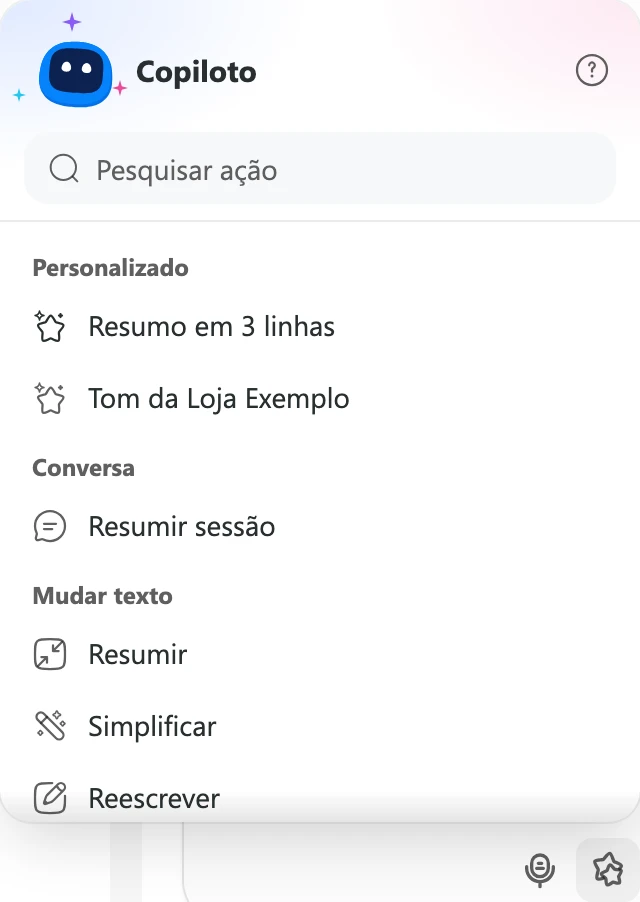 Copiloto
?
Pesquisar ação
Personalizado
Resumo em 3 linhas
Tom da Loja Exemplo
Conversa
Resumir sessão
Mudar texto
Resumir
Simplificar
Reescrever